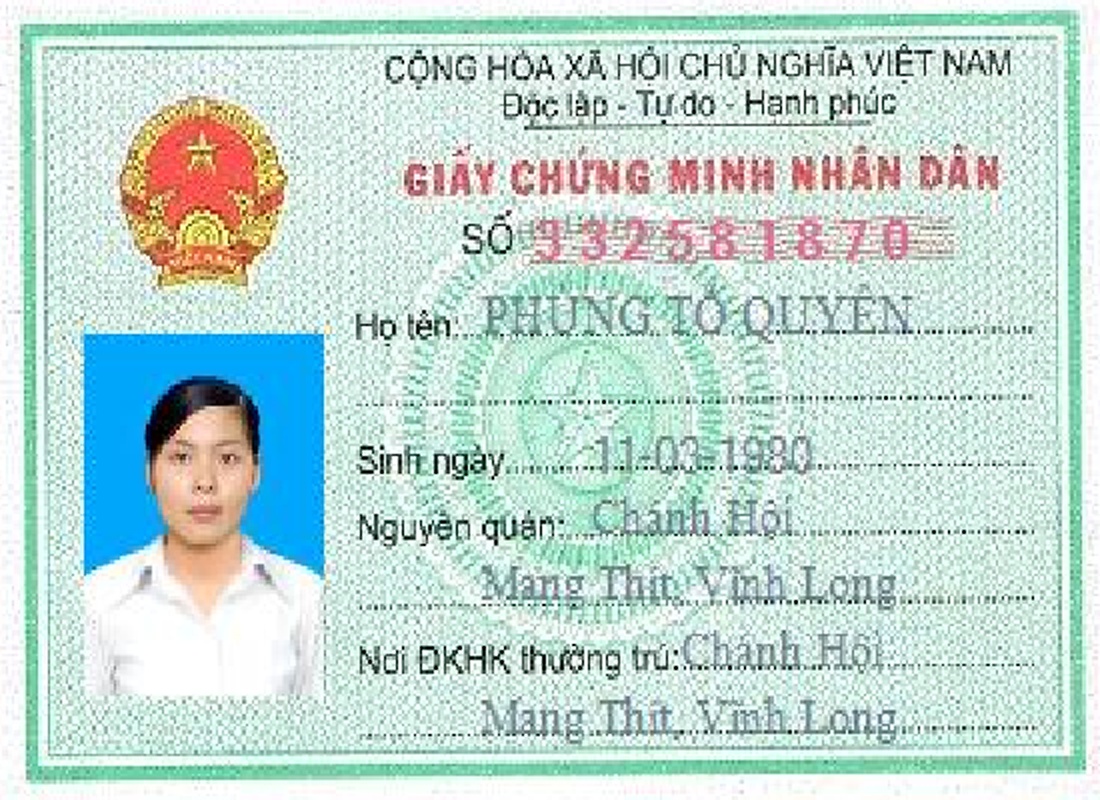 CỘNG HÒA XÃ HỘI CHỦ NGHĨA VIỆT NAM
Độc lập - Tự do - Hạnh phúc
GIẤY CHỨNG MINH NHÂN DÂN
SỐ 332581870
Họ tên: PHÙNG TỐ QUYÊN
Sinh ngày 11-03-1980
Nguyên quán: Chánh Hội
Mang Thít, Vĩnh Long
Nơi ĐKHK thường trú: Chánh Hội
Mang Thít, Vĩnh Long